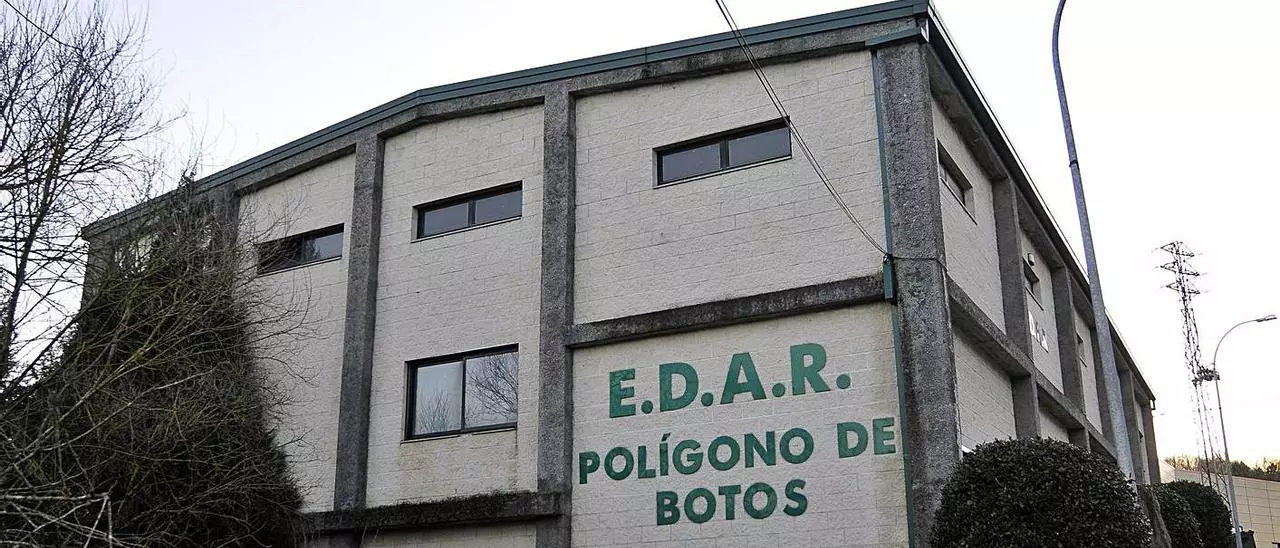 E.D.A.R.
POLÍGONO DE
BOTOS